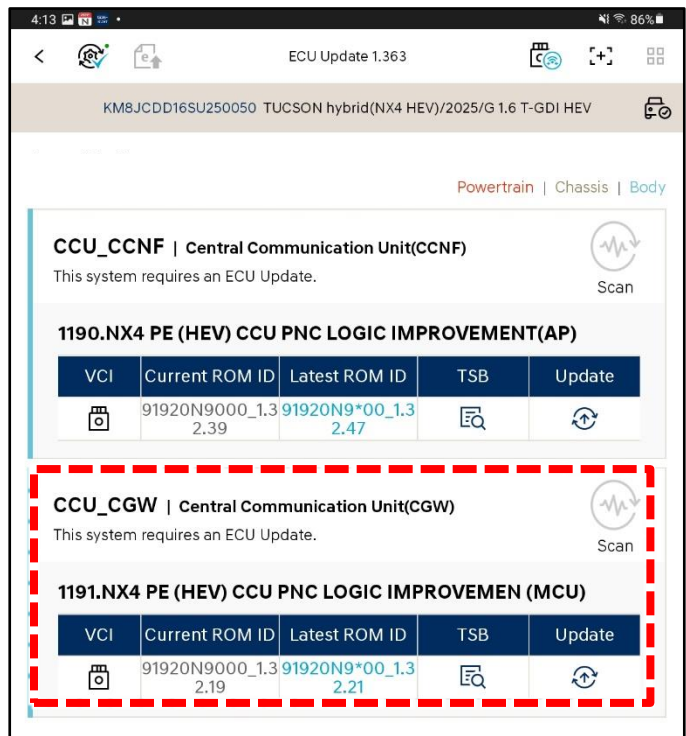 4:13 86%
ECU Update 1.363
KM8JCDD16SU250050 TUCSON hybrid(NX4 HEV)/2025/G 1.6 T-GDI HEV
Powertrain | Chassis | Body
CCU_CCNF | Central Communication Unit(CCNF)
This system requires an ECU Update.
Scan
1190.NX4 PE (HEV) CCU PNC LOGIC IMPROVEMENT(AP)
VCI Current ROM ID Latest ROM ID TSB Update
91920N9000_1.3 91920N9*00_1.3
2.39 2.47
CCU_CGW | Central Communication Unit(CGW)
This system requires an ECU Update.
Scan
1191.NX4 PE (HEV) CCU PNC LOGIC IMPROVEMEN (MCU)
VCI Current ROM ID Latest ROM ID TSB Update
91920N9000_1.3 91920N9*00_1.3
2.19 2.21